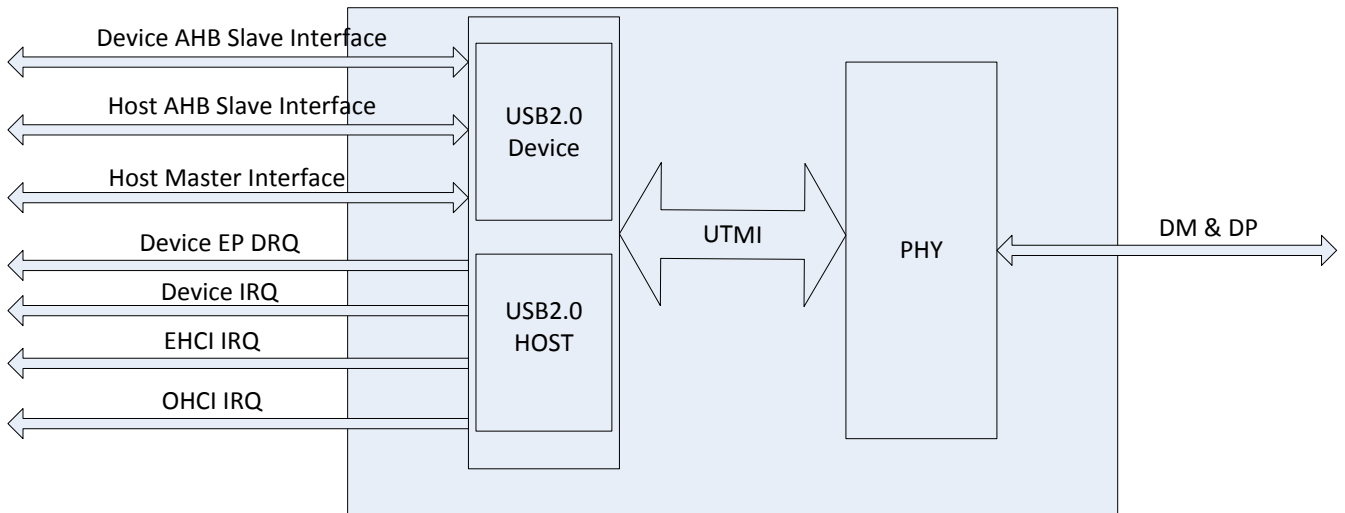 Device AHB Slave Interface
Host AHB Slave Interface
Host Master Interface
Device EP DRQ
Device IRQ
EHCI IRQ
OHCI IRQ
USB2.0
Device
USB2.0
HOST
UTMI
PHY
DM & DP